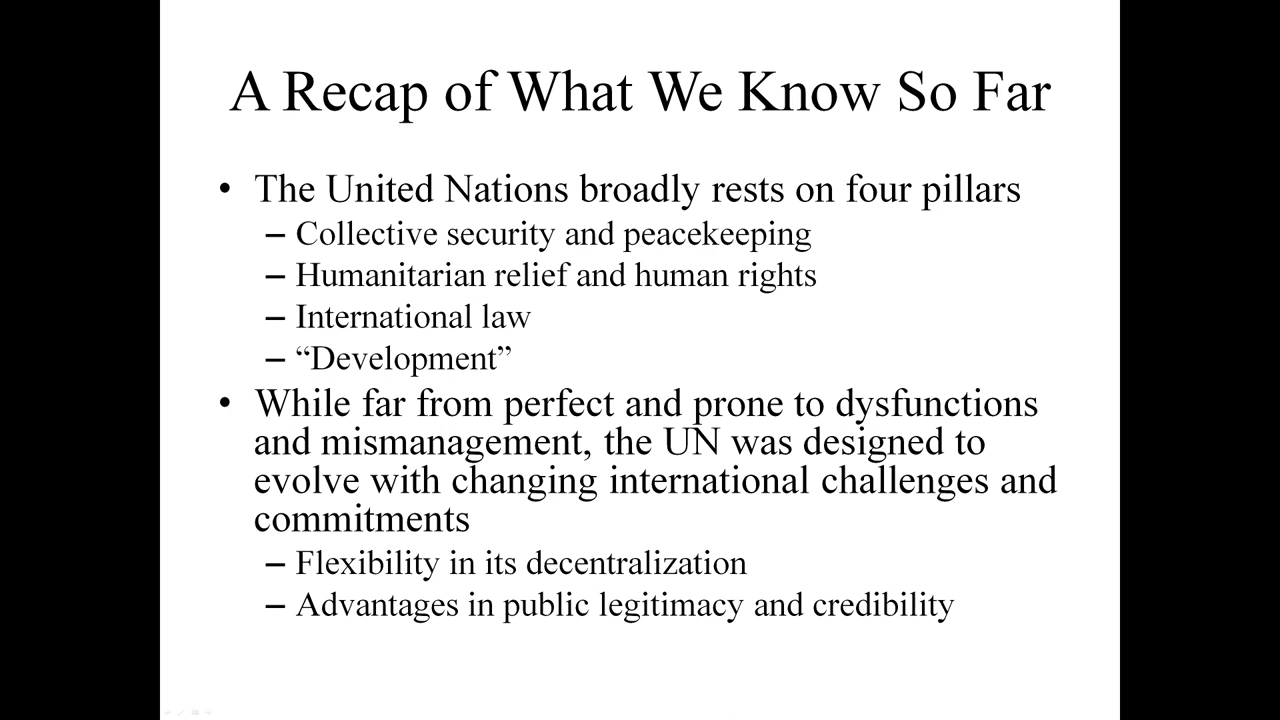 A Recap of What We Know So Far
• The United Nations broadly rests on four pillars
– Collective security and peacekeeping
– Humanitarian relief and human rights
– International law
– “Development”
• While far from perfect and prone to dysfunctions
and mismanagement, the UN was designed to
evolve with changing international challenges and
commitments
– Flexibility in its decentralization
– Advantages in public legitimacy and credibility